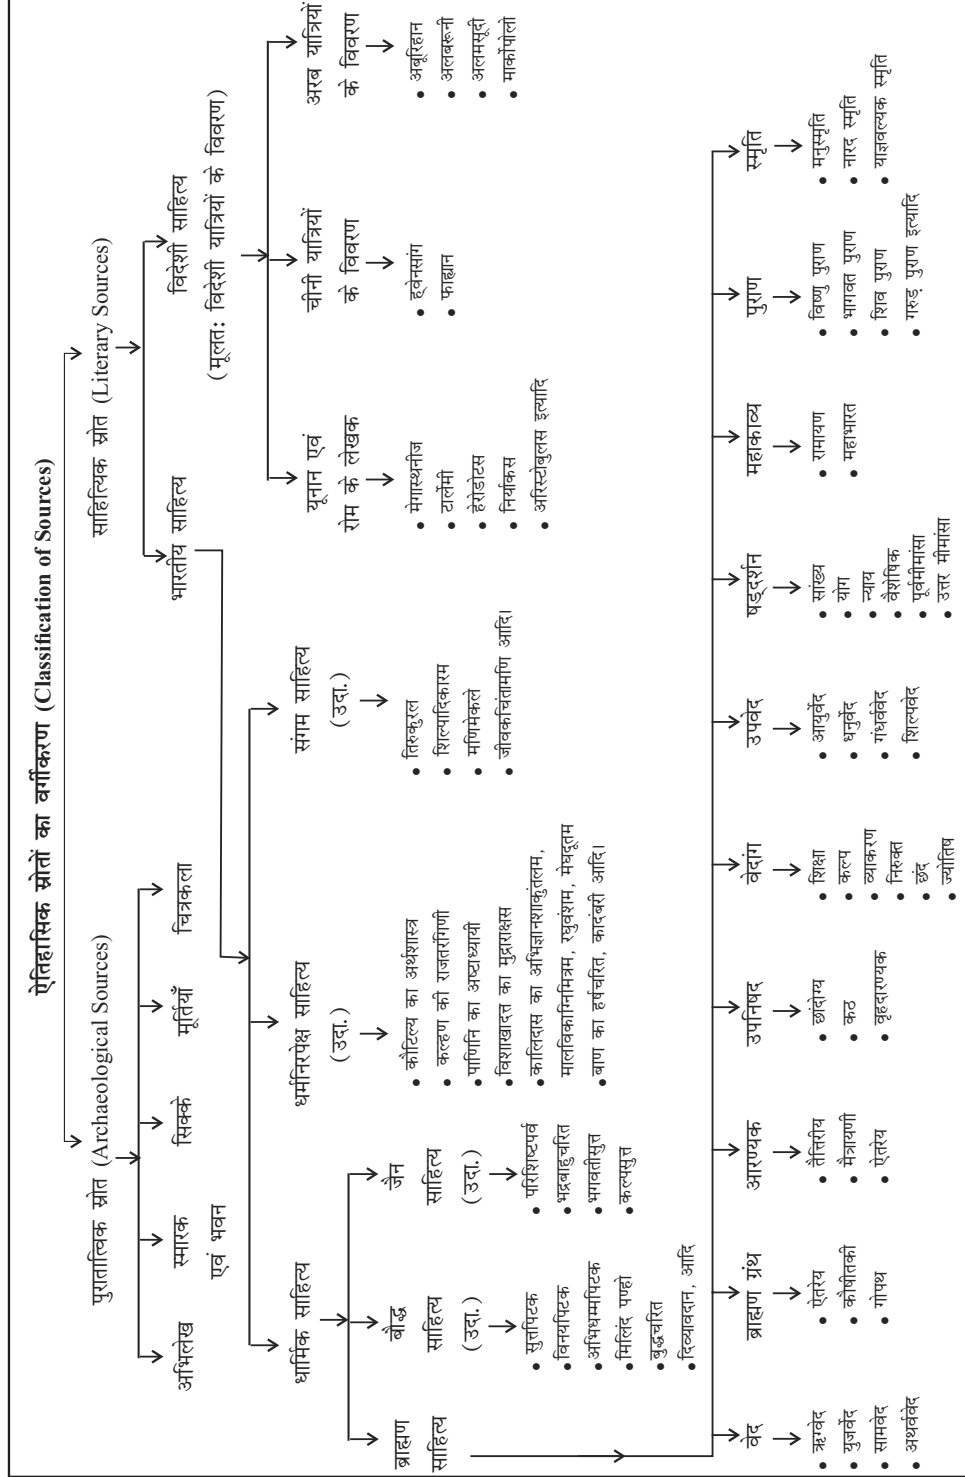 ऐतिहासिक स्रोतों का वर्गीकरण (Classification of Sources)
पुरातात्विक स्रोत (Archaeological Sources)
साहित्यिक स्रोत (Literary Sources)
अभिलेख
स्मारक
एवं भवन
सिक्के
मूर्तियाँ
चित्रकला
भारतीय साहित्य
विदेशी साहित्य
(मूलत: विदेशी यात्रियों के विवरण)
धार्मिक साहित्य
धर्मनिरपेक्ष साहित्य
(उदा.)
संगम साहित्य
(उदा.)
यूनान एवं
रोम के लेखक
चीनी यात्रियों
के विवरण
अरब यात्रियों
के विवरण
ब्राह्मण
साहित्य
बौद्ध
साहित्य
(उदा.)
जैन
साहित्य
(उदा.)
• कौटिल्य का अर्थशास्त्र
• कल्हण की राजतरंगिणी
• पाणिनि का अष्टाध्यायी
• विशाखादत्त का मुद्राराक्षस
• कालिदास का अभिज्ञानशाकुंतलम,
मालविकाग्निमित्रम, रघुवंशम, मेघदूतम
• बाण का हर्षचरित, कादंबरी आदि।
• तिरुकुरल
• शिल्पादिकारम
• मणिमेकले
• जीवकचिंतामणि आदि।
• मेगास्थनीज
• टार्लेमी
• हेरोडोटस
• निर्याकस
• अरिस्टोबुलस इत्यादि
• ह्वेनसांग
• फाह्यान
• अबूरिहान
• अलबरूनी
• अलमसूदी
• मार्कोपोलो
• सुत्तपिटक
• विनयपिटक
• अभिधम्मपिटक
• मिलिंद पण्हो
• बुद्धचरित
• दिव्यावदान, आदि
• परिशिष्टपर्व
• भद्रबाहुचरित
• भगवतीसुत्त
• कल्पसुत्त
वेद
ब्राह्मण ग्रंथ
आरण्यक
उपनिषद
वेदांग
उपवेद
षड्दर्शन
महाकाव्य
पुराण
स्मृति
• ऋग्वेद
• युजर्वेद
• सामवेद
• अथर्ववेद
• ऐतरेय
• कौषीतकी
• गोपथ
• तैत्तिरीय
• मैत्रायणी
• ऐतरेय
• छांदोग्य
• कठ
• वृहदारण्यक
• शिक्षा
• कल्प
• व्याकरण
• निरुक्त
• छंद
• ज्योतिष
• आयुर्वेद
• धनुर्वेद
• गंधर्ववेद
• शिल्पवेद
• सांख्य
• योग
• न्याय
• वैशेषिक
• पूर्वमीमांसा
• उत्तर मीमांसा
• रामायण
• महाभारत
• विष्णु पुराण
• भागवत पुराण
• शिव पुराण
• गरुड़ पुराण इत्यादि
• मनुस्मृति
• नारद स्मृति
• याज्ञवल्यक स्मृति